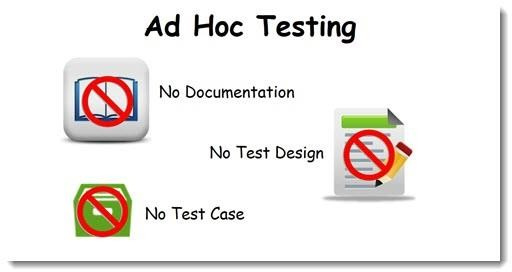 Ad Hoc Testing
No Documentation
No Test Design
No Test Case